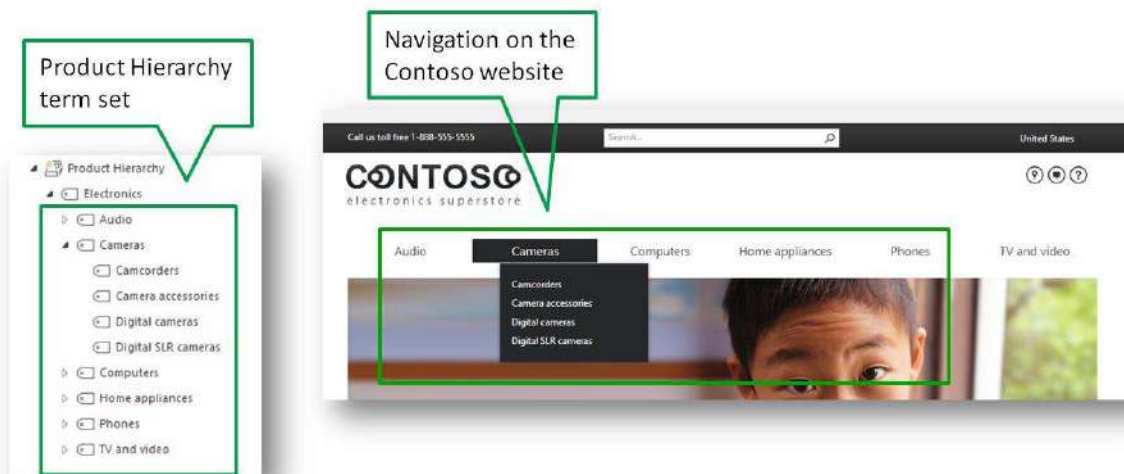 Product Hierarchy
term set
Product Hierarchy
Electronics
Audio
Cameras
Camcorders
Camera accessories
Digital cameras
Digital SLR cameras
Computers
Home appliances
Phones
TV and video
Navigation on the
Contoso website
Call us toll free 1-888-555-5555
Search...
United States
CONTOSO
electronics superstore
Audio
Cameras
Computers
Home appliances
Phones
TV and video
Camcorders
Camera accessories
Digital cameras
Digital SLR cameras